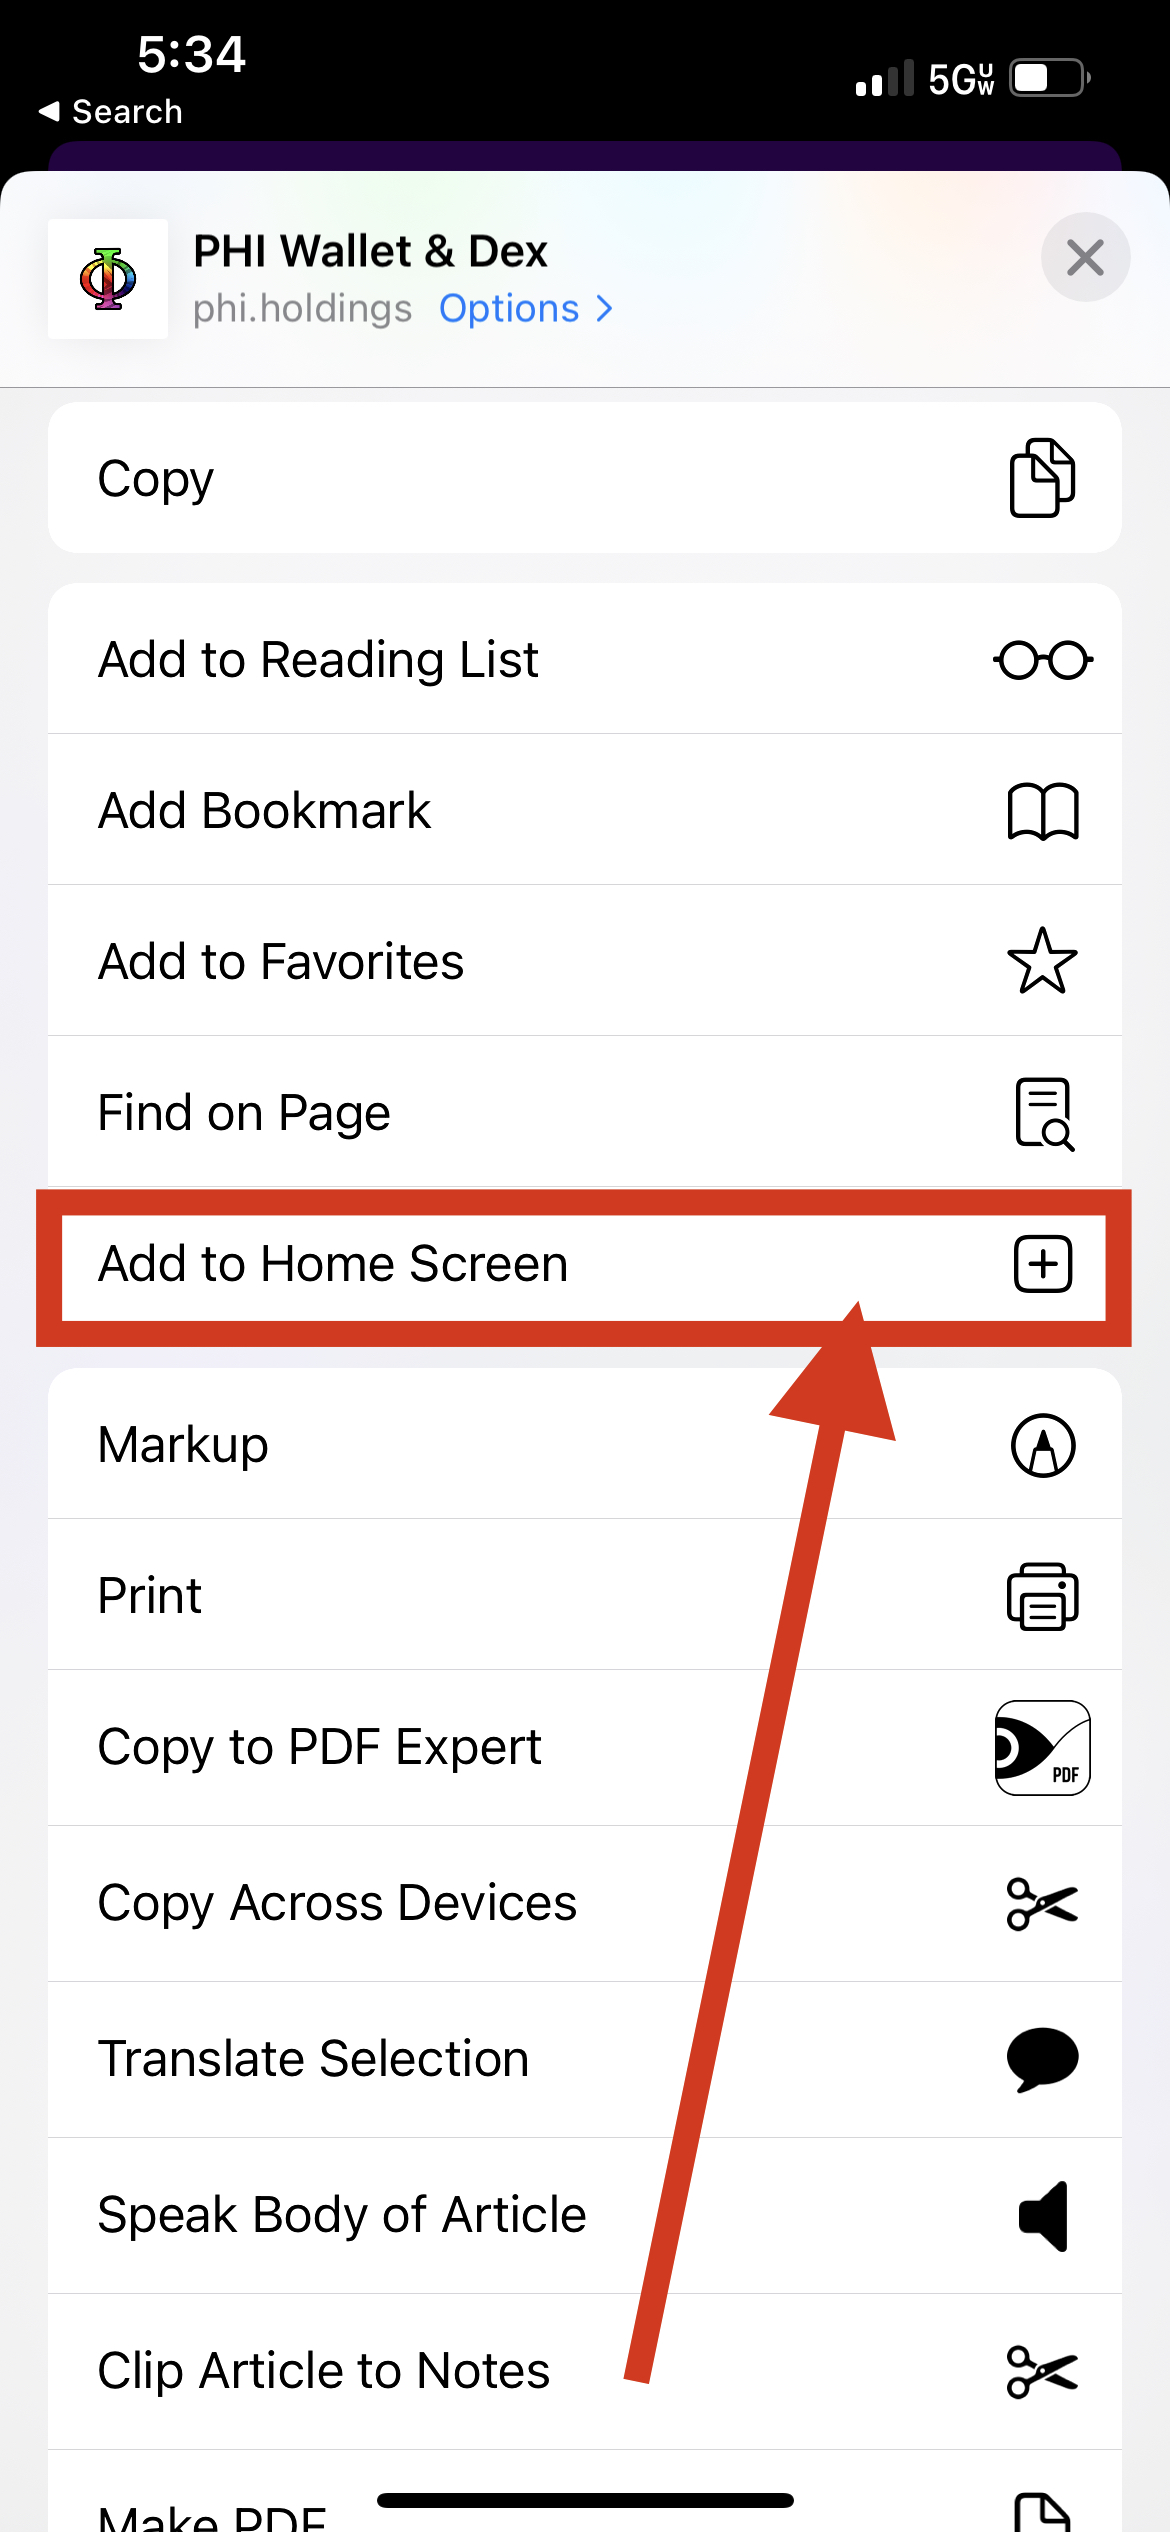 5:34
5G UW
Search
PHI Wallet & Dex
phi.holdings Options
Copy
Add to Reading List
Add Bookmark
Add to Favorites
Find on Page
Add to Home Screen
Markup
Print
Copy to PDF Expert
PDF
Copy Across Devices
Translate Selection
Speak Body of Article
Clip Article to Notes
Make PDF